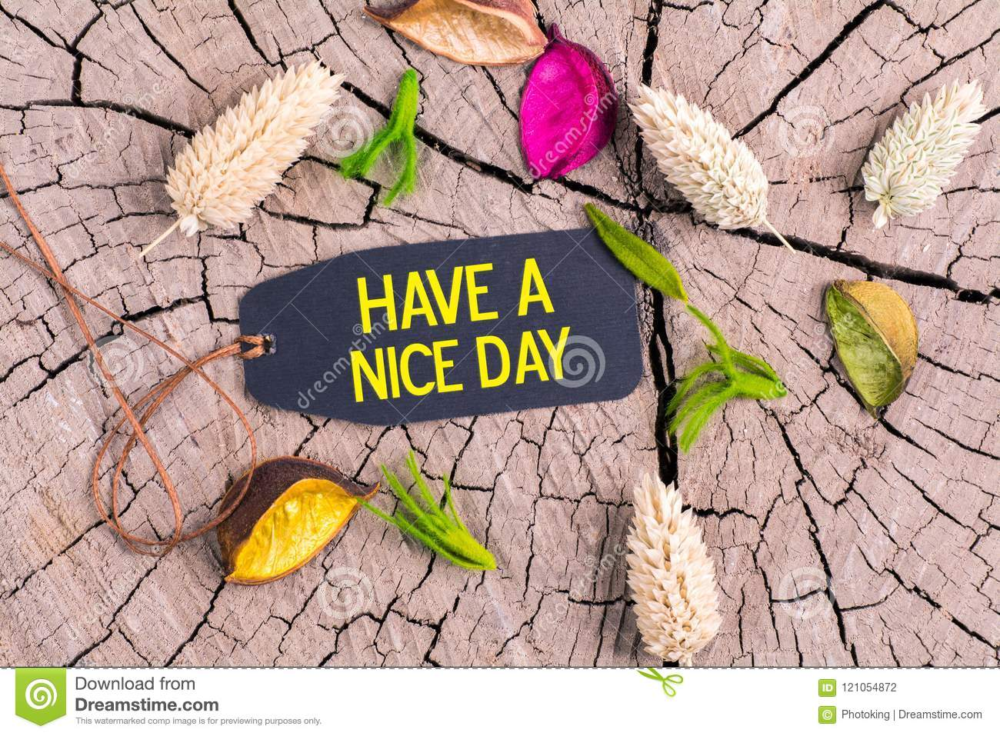 HAVE A
NICE DAY
Download from
Dreamstime.com
This watermarked comp image is for previewing purposes only.
ID 121054872
© Photoking | Dreamstime.com